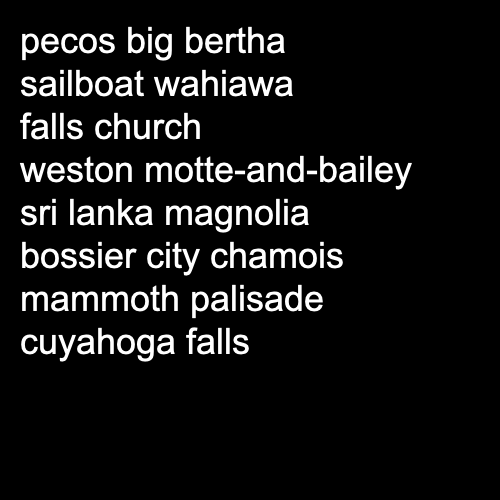 pecos big bertha
sailboat wahiawa
falls church
weston motte-and-bailey
sri lanka magnolia
bossier city chamois
mammoth palisade
cuyahoga falls